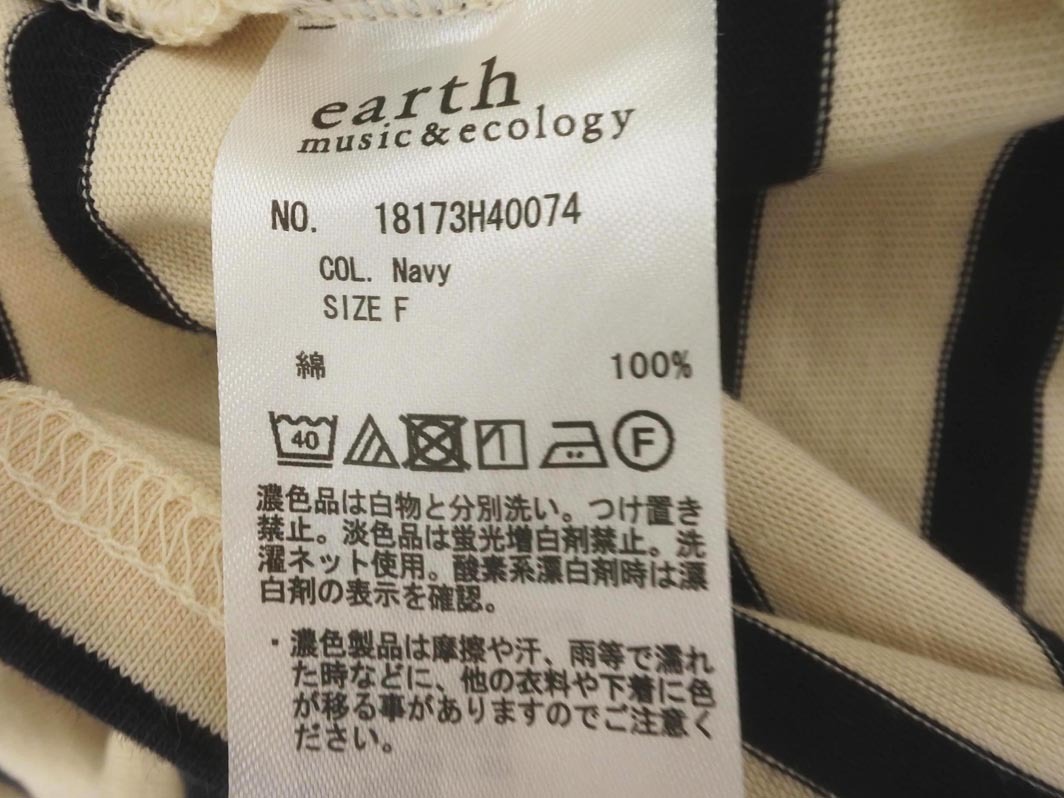 earth
music&ecology
NO. 18173H40074
COL. Navy
SIZE F
綿 100%
40 F
濃色品は白物と分別洗い。つけ置き
禁止。淡色品は蛍光増白剤禁止。洗
濯ネット使用。酸素系漂白剤時は漂
白剤の表示を確認。
・濃色製品は摩擦や汗、雨等で濡れ
た時などに、他の衣料や下着に色
が移る事がありますのでご注意く
ださい。